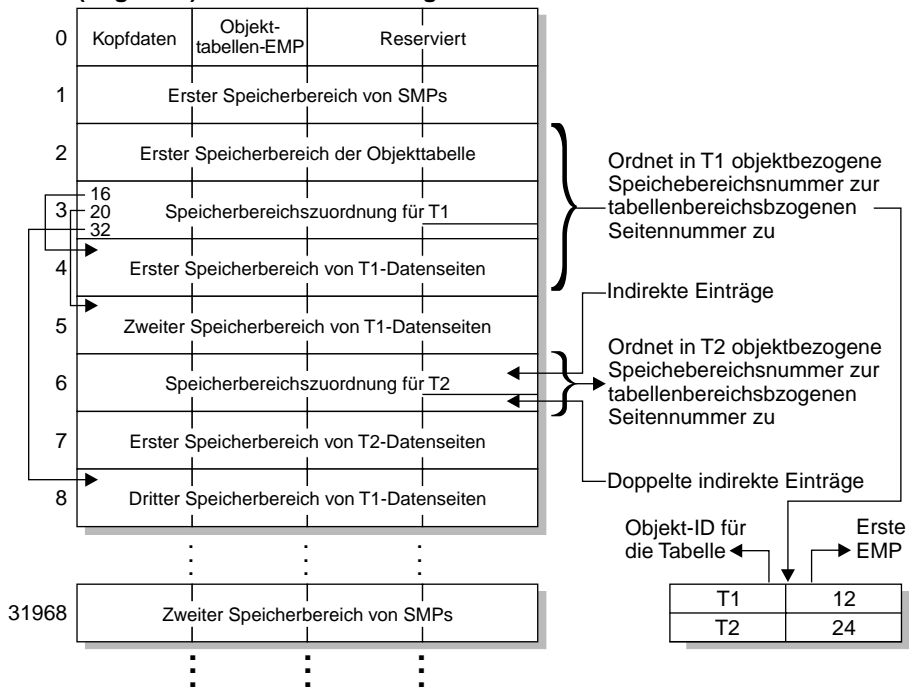 0
Kopfdaten
Objekt-
tabellen-EMP
Reserviert
1
Erster Speicherbereich von SMPs
2
Erster Speicherbereich der Objekttabelle
3
16
20
32
Speicherbereichszuordnung für T1
4
Erster Speicherbereich von T1-Datenseiten
5
Zweiter Speicherbereich von T1-Datenseiten
6
Speicherbereichszuordnung für T2
7
Erster Speicherbereich von T2-Datenseiten
8
Dritter Speicherbereich von T1-Datenseiten
31968
Zweiter Speicherbereich von SMPs
Ordnet in T1 objektbezogene
Speichebereichsnummer zur
tabellenbereichsbzogenen
Seitennummer zu
Indirekte Einträge
Ordnet in T2 objektbezogene
Speichebereichsnummer zur
tabellenbereichsbzogenen
Seitennummer zu
Doppelte indirekte Einträge
Objekt-ID für
die Tabelle
Erste
EMP
T1 12
T2 24